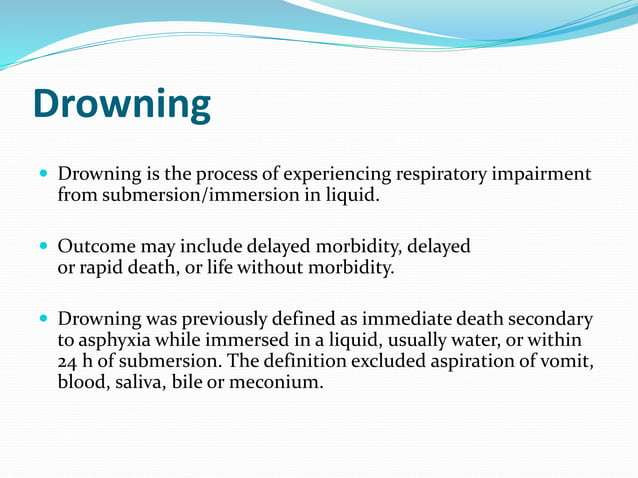 Drowning
Drowning is the process of experiencing respiratory impairment
from submersion/immersion in liquid.
Outcome may include delayed morbidity, delayed
or rapid death, or life without morbidity.
Drowning was previously defined as immediate death secondary
to asphyxia while immersed in a liquid, usually water, or within
24 h of submersion. The definition excluded aspiration of vomit,
blood, saliva, bile or meconium.